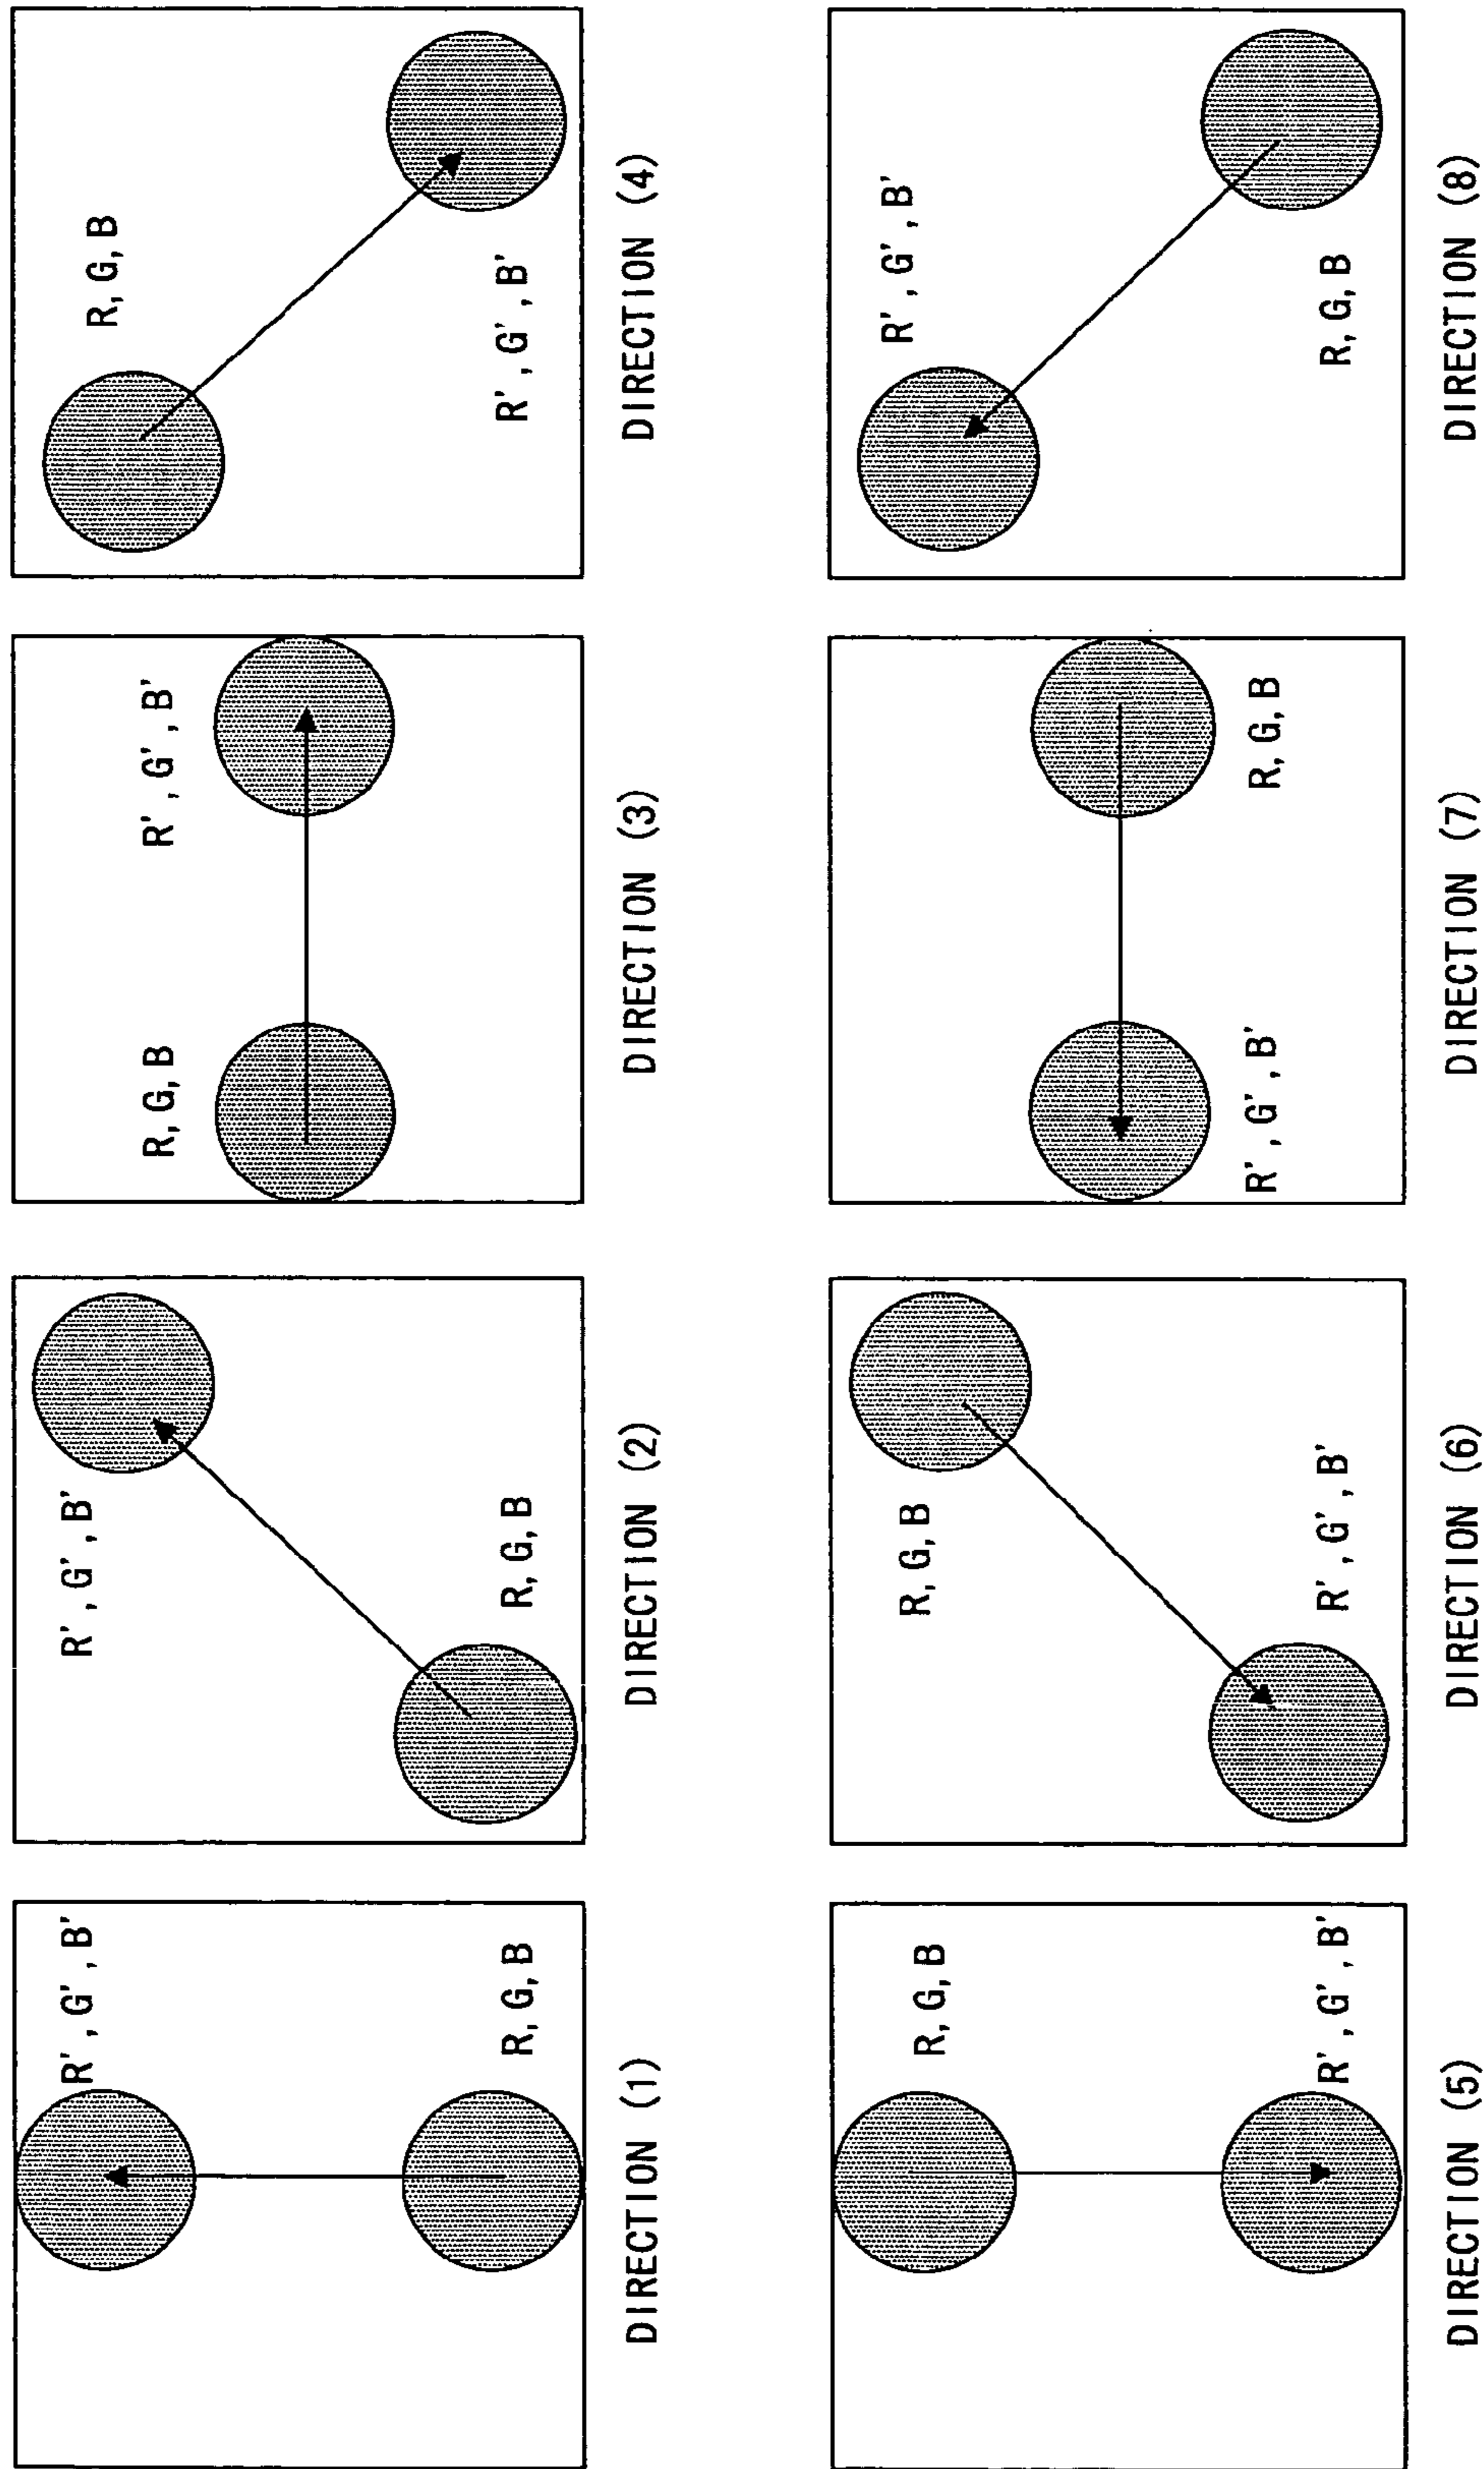 R', G', B'
R, G, B
DIRECTION (1)
R', G', B'
R, G, B
DIRECTION (2)
R, G, B
R', G', B'
DIRECTION (3)
R, G, B
R', G', B'
DIRECTION (4)
R, G, B
R', G', B'
DIRECTION (5)
R, G, B
R', G', B'
DIRECTION (6)
R', G', B'
R, G, B
DIRECTION (7)
R', G', B'
R, G, B
DIRECTION (8)